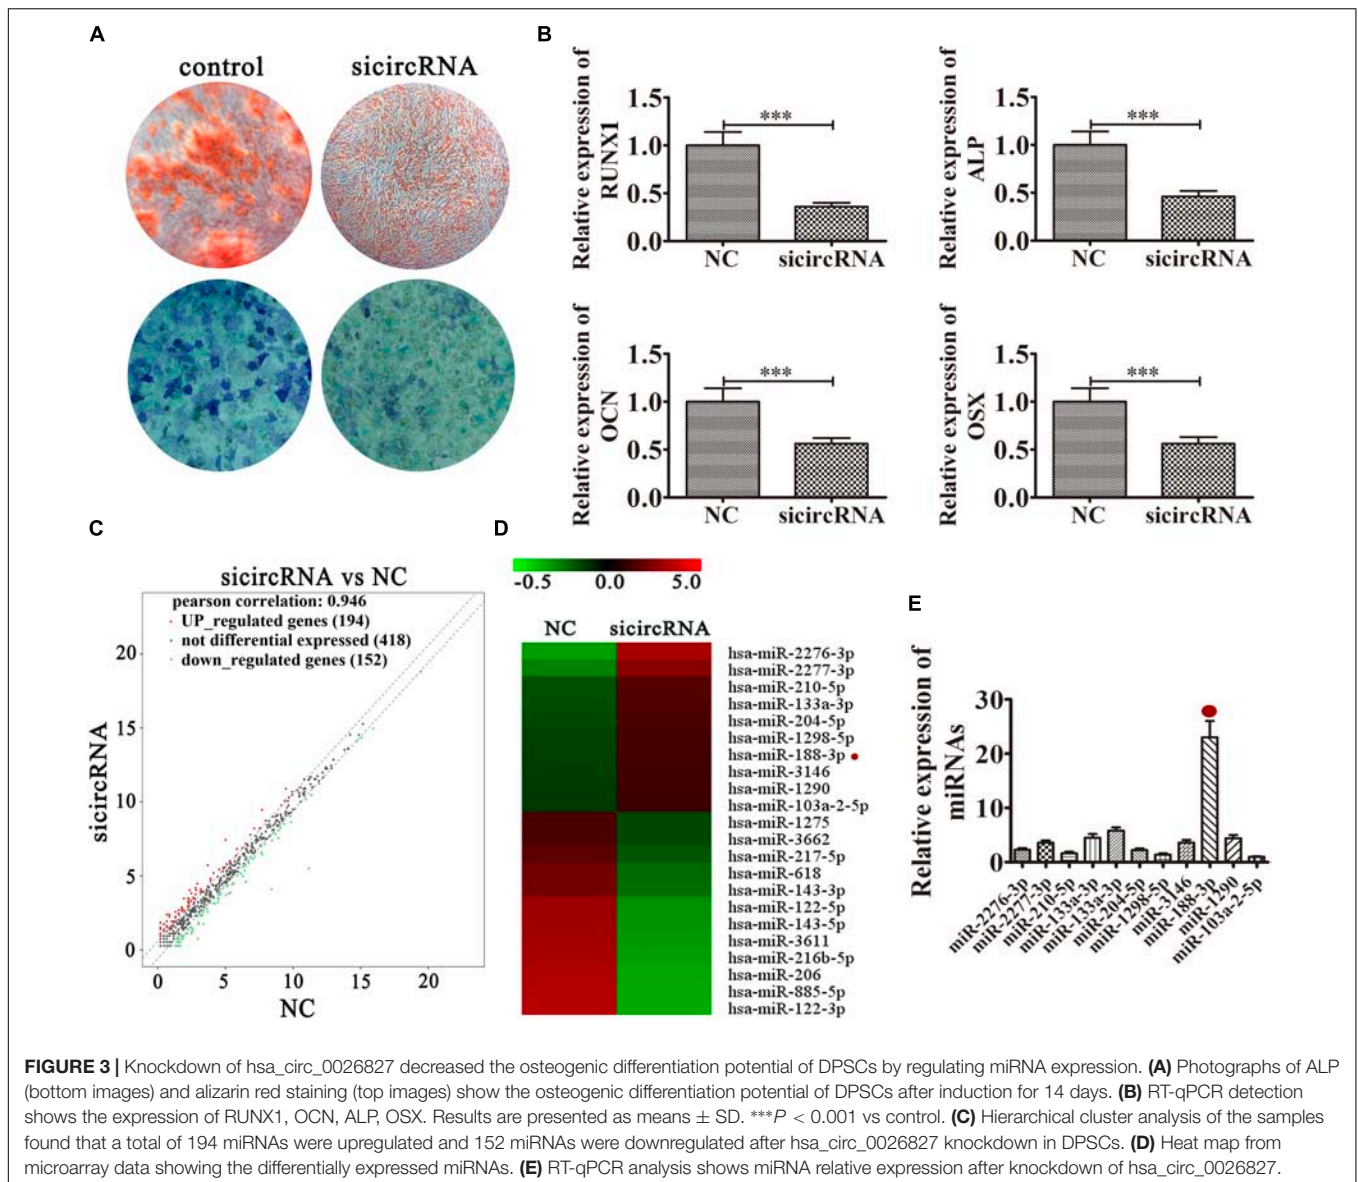 A
control
sicircRNA
B
Relative expression of
RUNX1
1.5
1.0
0.5
0.0
***
NC
sicircRNA
Relative expression of
ALP
1.5
1.0
0.5
0.0
***
NC
sicircRNA
Relative expression of
OCN
1.5
1.0
0.5
0.0
***
NC
sicircRNA
Relative expression of
OSX
1.5
1.0
0.5
0.0
***
NC
sicircRNA
C
sicircRNA vs NC
pearson correlation: 0.946
UP_regulated genes (194)
not differential expressed (418)
down_regulated genes (152)
sicircRNA
20
15
10
5
0
0
5
10
15
20
NC
D
-0.5
0.0
5.0
NC
sicircRNA
hsa-miR-2276-3p
hsa-miR-2277-3p
hsa-miR-210-5p
hsa-miR-133a-3p
hsa-miR-204-5p
hsa-miR-1298-5p
hsa-miR-188-3p
hsa-miR-3146
hsa-miR-1290
hsa-miR-103a-2-5p
hsa-miR-1275
hsa-miR-3662
hsa-miR-217-5p
hsa-miR-618
hsa-miR-143-3p
hsa-miR-122-5p
hsa-miR-143-5p
hsa-miR-3611
hsa-miR-216b-5p
hsa-miR-206
hsa-miR-885-5p
hsa-miR-122-3p
E
Relative expression of
miRNAs
30
20
10
0
miR-2276-3p
miR-2277-3p
miR-210-5p
miR-133a-3p
miR-133a-3p
miR-204-5p
miR-1298-5p
miR-3146
miR-188-3p
miR-1290
miR-103a-2-5p
FIGURE 3 | Knockdown of hsa_circ_0026827 decreased the osteogenic differentiation potential of DPSCs by regulating miRNA expression. (A) Photographs of ALP
(bottom images) and alizarin red staining (top images) show the osteogenic differentiation potential of DPSCs after induction for 14 days. (B) RT-qPCR detection
shows the expression of RUNX1, OCN, ALP, OSX. Results are presented as means ± SD. ***P < 0.001 vs control. (C) Hierarchical cluster analysis of the samples
found that a total of 194 miRNAs were upregulated and 152 miRNAs were downregulated after hsa_circ_0026827 knockdown in DPSCs. (D) Heat map from
microarray data showing the differentially expressed miRNAs. (E) RT-qPCR analysis shows miRNA relative expression after knockdown of hsa_circ_0026827.